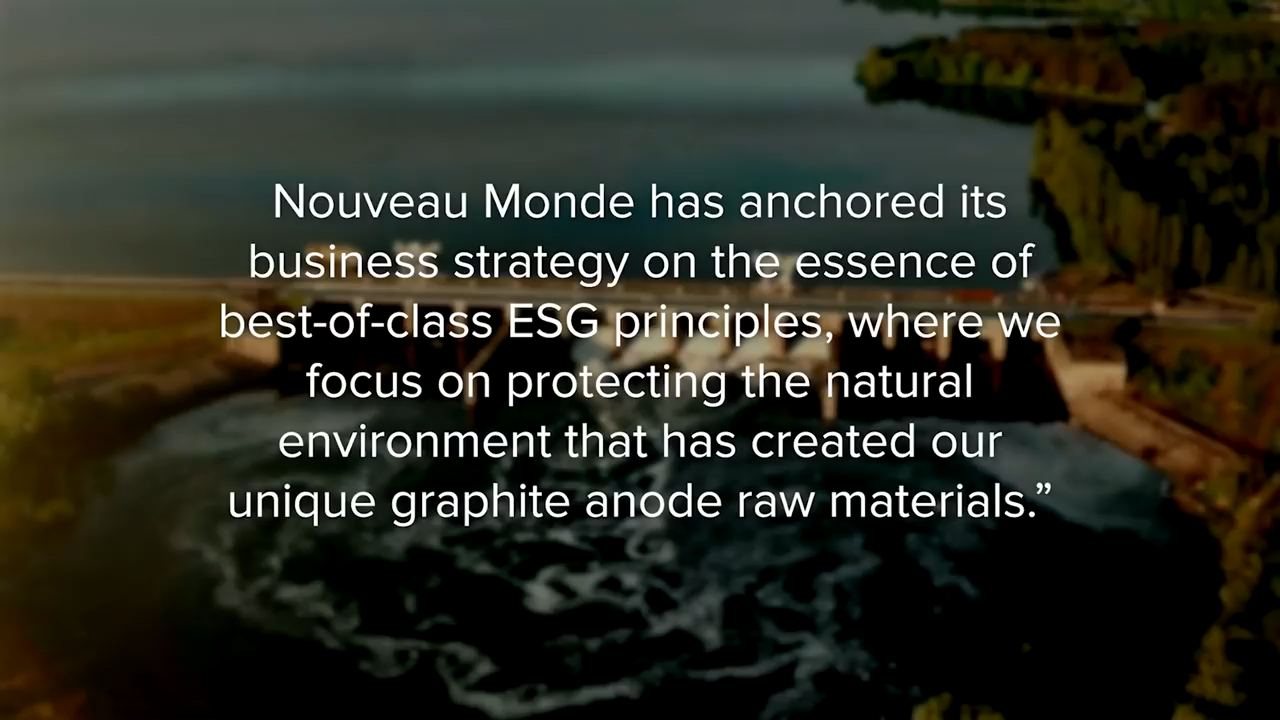 Nouveau Monde has anchored its
business strategy on the essence of
best-of-class ESG principles, where we
focus on protecting the natural
environment that has created our
unique graphite anode raw materials.”